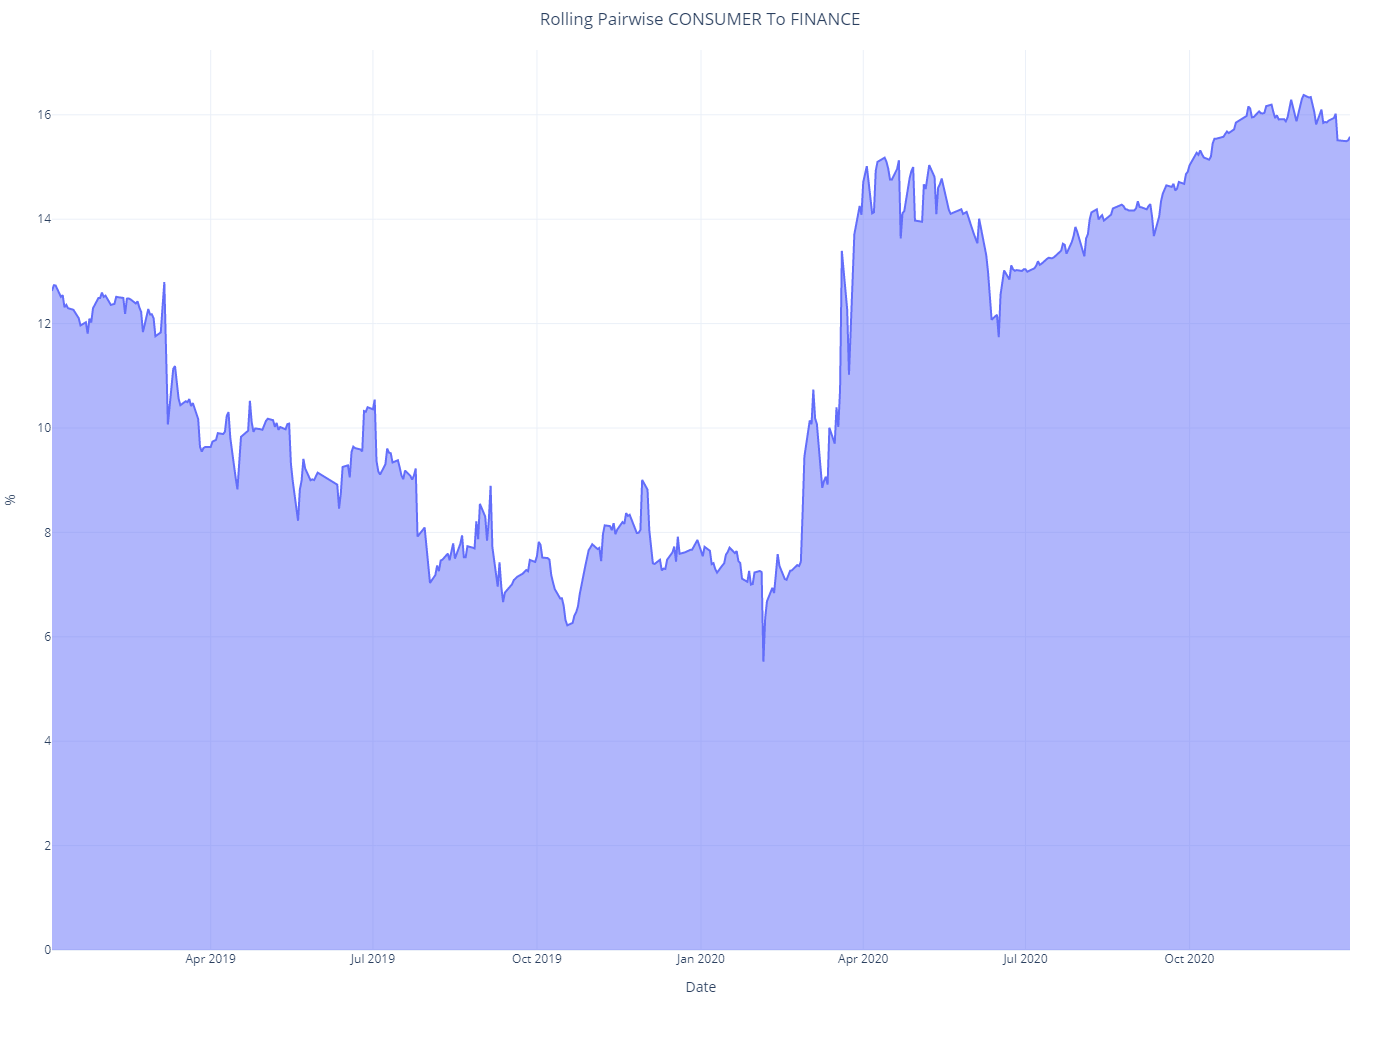 Rolling Pairwise CONSUMER To FINANCE
16
14
12
10
8
6
4
2
0
%
Apr 2019
Jul 2019
Oct 2019
Jan 2020
Apr 2020
Jul 2020
Oct 2020
Date